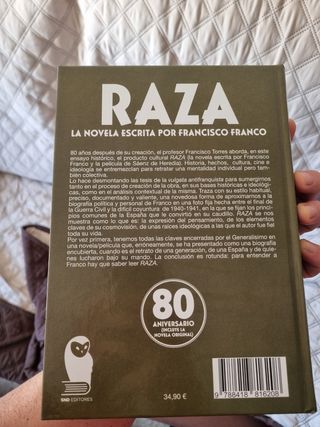 RAZA
LA NOVELA ESCRITA POR FRANCISCO FRANCO
80 años después de su creación, el profesor Francisco Torres aborda, en
este ensayo histórico, el producto cultural RAZA (la novela escrita por Francisco
Franco y la película de Sáenz de Heredia). Historia, hechos, cultura, cine e
ideología se entremezclan para retratar una mentalidad individual pero tam-
bién colectiva.
Lo hace desmontando las tesis de la vulgata antifranquista para sumergirnos
tanto en el proceso de creación de la obra, en sus bases históricas e ideológi-
cas, como en el análisis contextual de la misma. Traza con su estilo habitual,
preciso, documentado y valiente, una novedosa forma de aproximarnos a la
biografía política y personal de Franco en una foto fija hecha entre el final de
la Guerra Civil y la difícil coyuntura de 1940-1941, en la que se fijan los princi-
pios comunes de la España que le convirtió en su caudillo. RAZA se nos
muestra como lo que es: la expresión del pensamiento, de los elementos
claves de su cosmovisión, de unas raíces ideológicas a las que el autor fue fiel
toda su vida.
Por vez primera, tenemos todas las claves encerradas por el Generalísimo en
una novela/película que, erróneamente, se ha presentado como una biografía
encubierta, cuando es el retrato de una generación, de una España y de quie-
nes lucharon bajo su mando. La conclusión es rotunda: para entender a
Franco hay que saber leer RAZA.
80
ANIVERSARIO
(INCLUYE LA
NOVELA ORIGINAL)
SND EDITORES
34,90 €
9 788418 816208